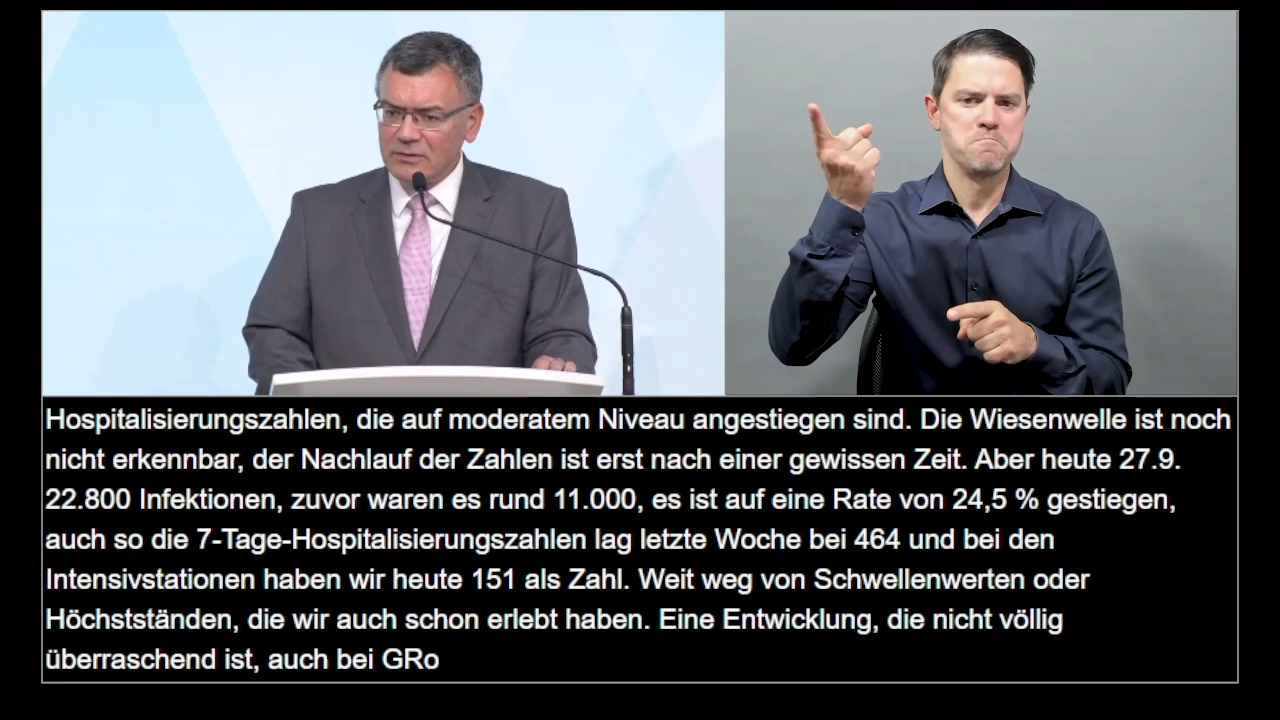 Hospitalisierungszahlen, die auf moderatem Niveau angestiegen sind. Die Wiesenwelle ist noch
nicht erkennbar, der Nachlauf der Zahlen ist erst nach einer gewissen Zeit. Aber heute 27.9.
22.800 Infektionen, zuvor waren es rund 11.000, es ist auf eine Rate von 24,5 % gestiegen,
auch so die 7-Tage-Hospitalisierungszahlen lag letzte Woche bei 464 und bei den
Intensivstationen haben wir heute 151 als Zahl. Weit weg von Schwellenwerten oder
Höchstständen, die wir auch schon erlebt haben. Eine Entwicklung, die nicht völlig
überraschend ist, auch bei GRo